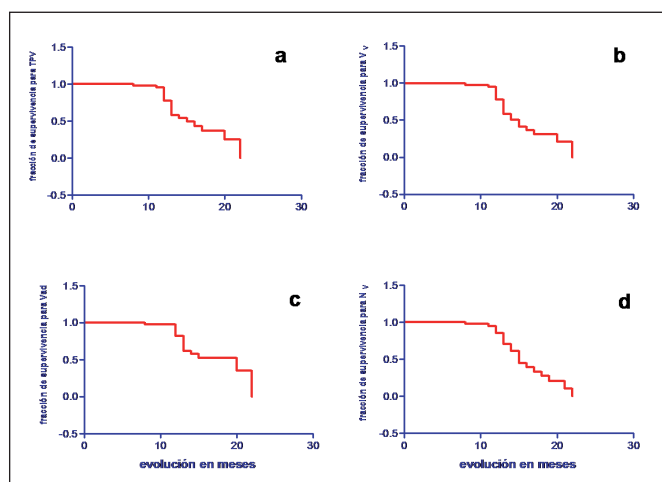 a
fracción de supervivencia para TPV
1.5
1.0
0.5
0.0
-0.5
0 10 20 30
b
fracción de supervivencia para V V
1.5
1.0
0.5
0.0
-0.5
0 10 20 30
c
fracción de supervivencia para Vad
1.5
1.0
0.5
0.0
-0.5
0 10 20 30
evolución en meses
d
fracción de supervivencia para N V
1.5
1.0
0.5
0.0
-0.5
0 10 20 30
evolución en meses